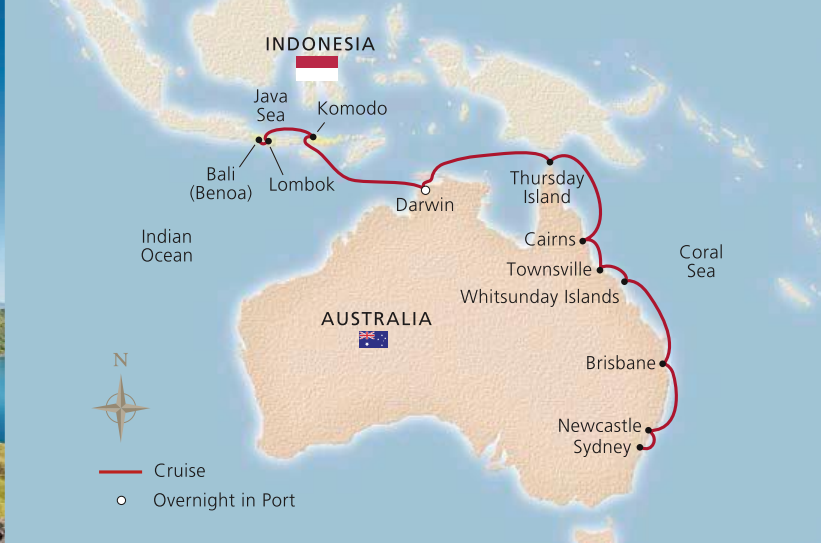 INDONESIA
Java
Sea
Komodo
Bali
(Benoa)
Lombok
Thursday
Island
Darwin
Indian
Ocean
Cairns
Coral
Sea
Townsville
Whitsunday Islands
AUSTRALIA
N
Brisbane
Newcastle
Sydney
Cruise
Overnight in Port